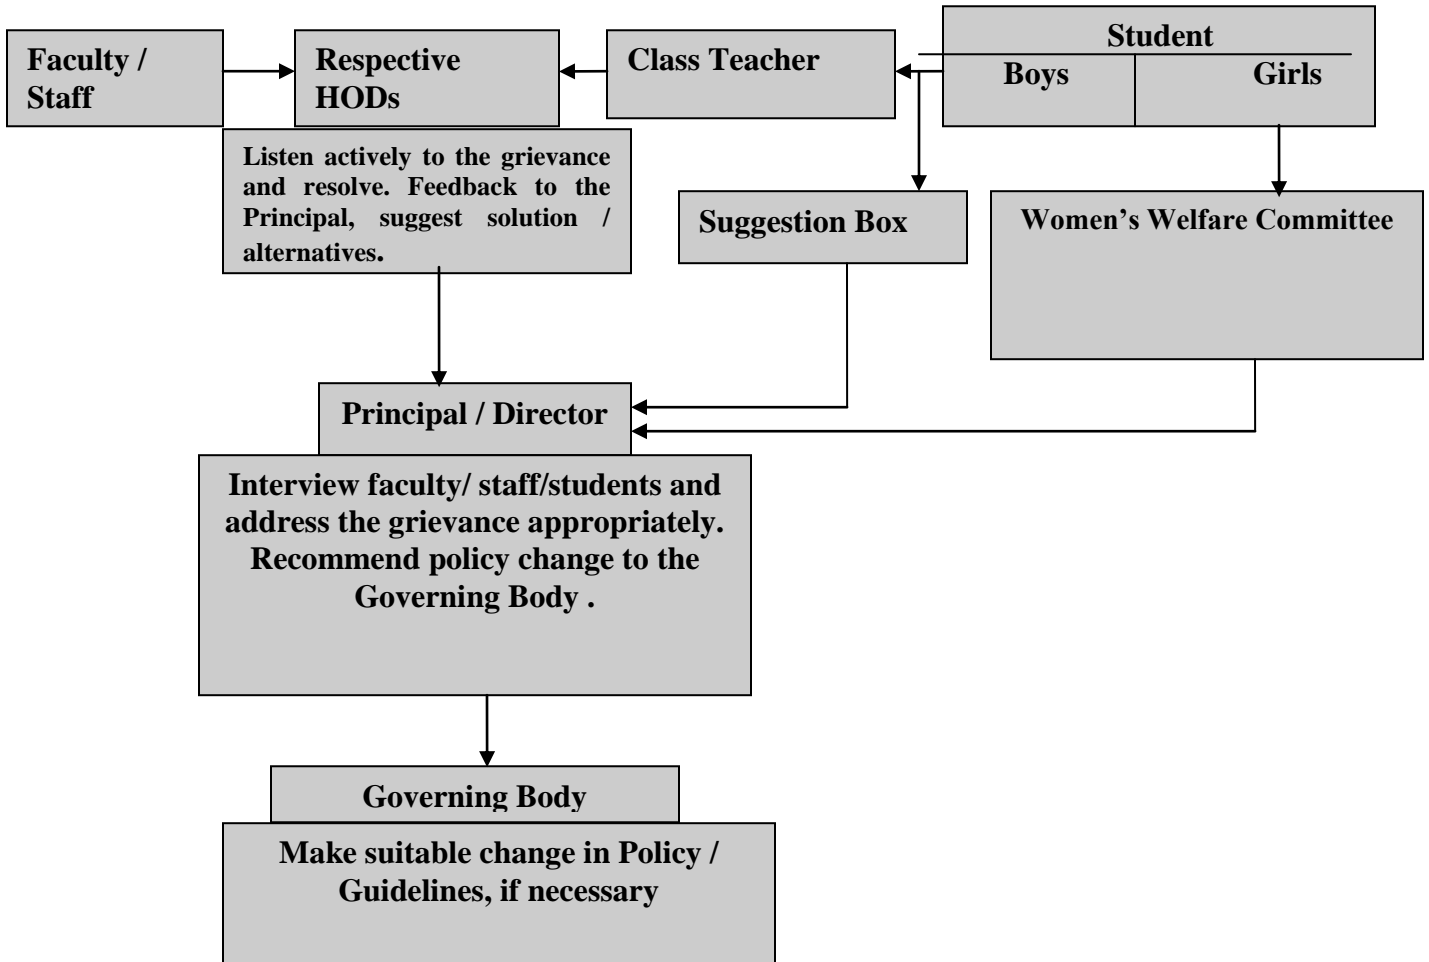 Faculty /
Staff
Respective
HODs
Class Teacher
Student
Boys
Girls
Listen actively to the grievance
and resolve. Feedback to the
Principal, suggest solution /
alternatives.
Suggestion Box
Women’s Welfare Committee
Principal / Director
Interview faculty/ staff/students and
address the grievance appropriately.
Recommend policy change to the
Governing Body .
Governing Body
Make suitable change in Policy /
Guidelines, if necessary